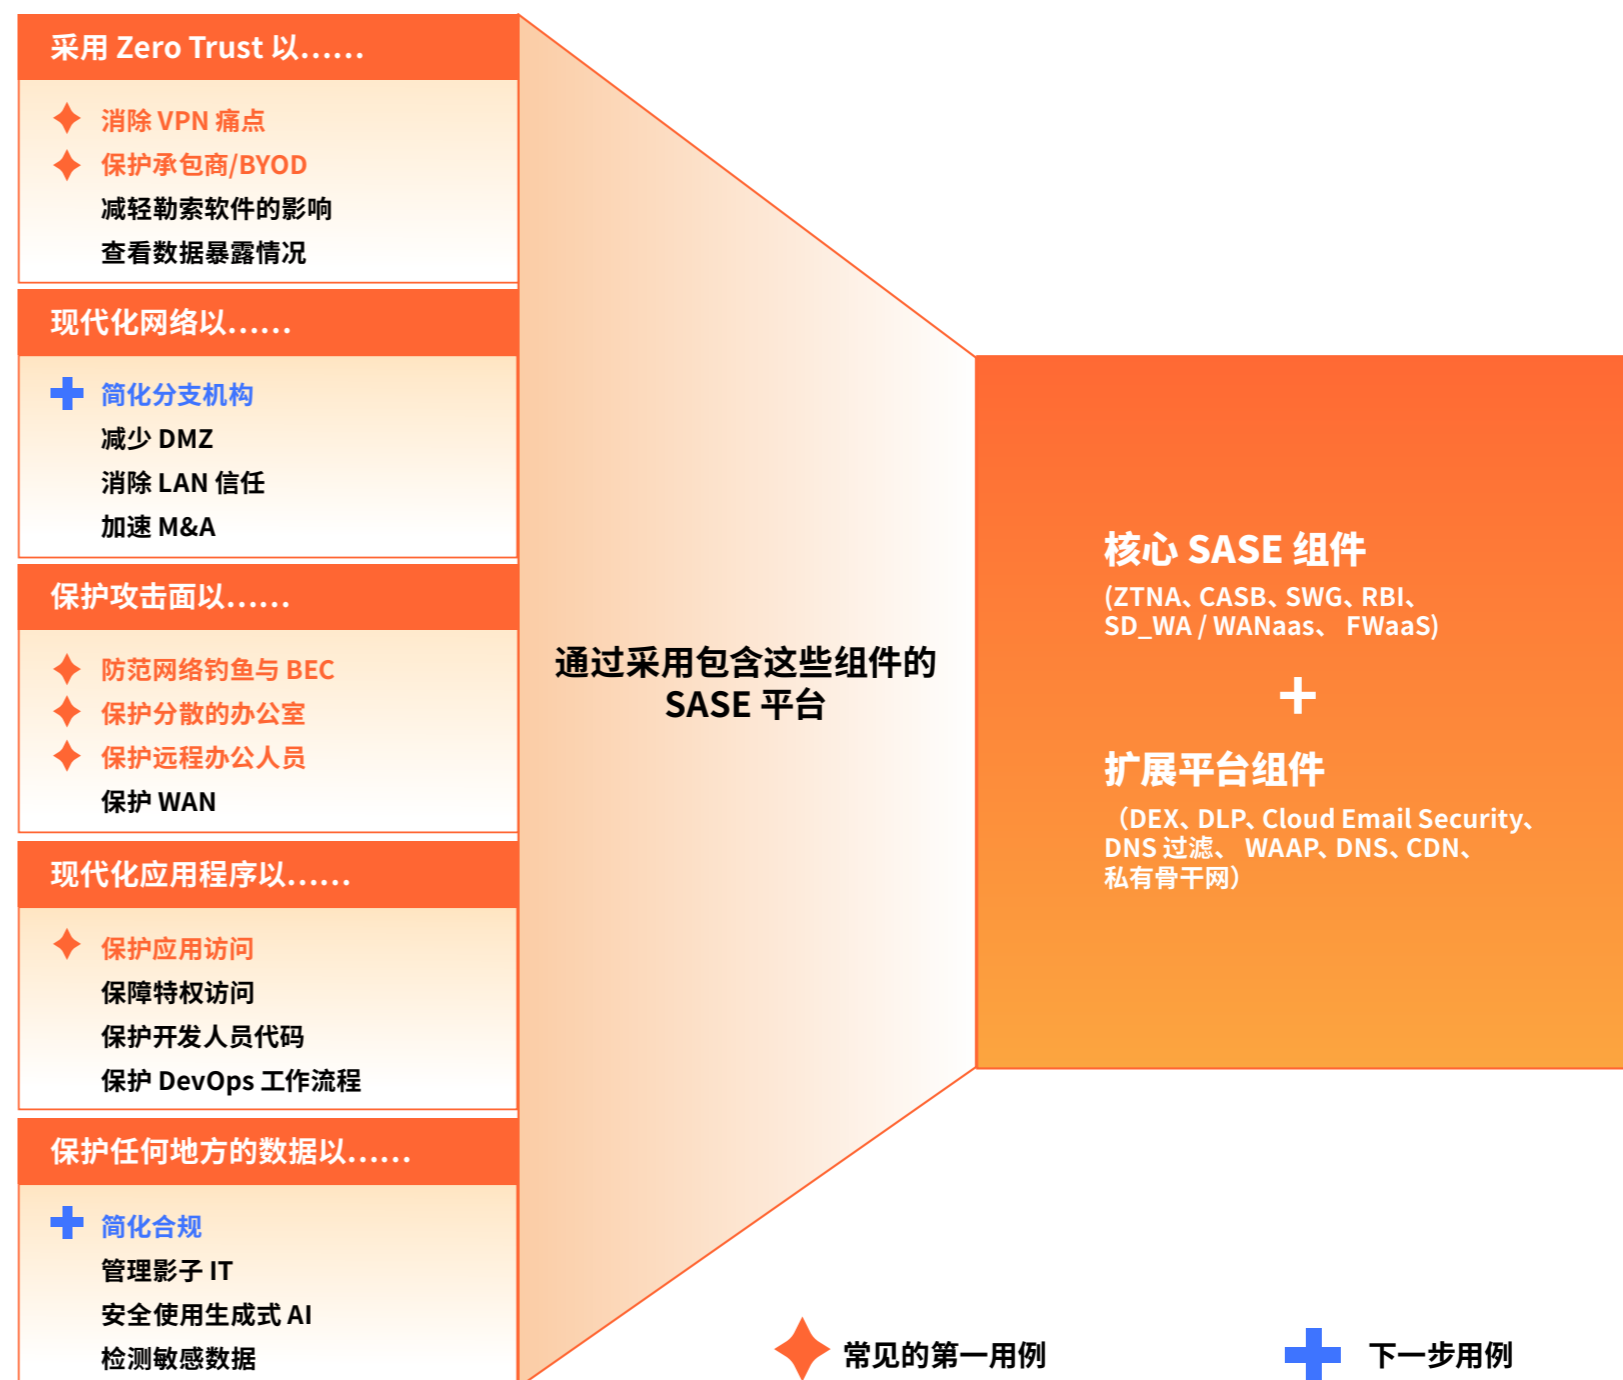 采用 Zero Trust 以……
消除 VPN 痛点
保护承包商/BYOD
减轻勒索软件的影响
查看数据暴露情况
现代化网络以……
简化分支机构
减少 DMZ
消除 LAN 信任
加速 M&A
保护攻击面以……
防范网络钓鱼与 BEC
保护分散的办公室
保护远程办公人员
保护 WAN
现代化应用程序以……
保护应用访问
保障特权访问
保护开发人员代码
保护 DevOps 工作流程
保护任何地方的数据以……
简化合规
管理影子 IT
安全使用生成式 AI
检测敏感数据
通过采用包含这些组件的
SASE 平台
核心 SASE 组件
(ZTNA、CASB、SWG、RBI、
SD_WA / WANaas、 FWaaS)
+
扩展平台组件
（DEX、DLP、Cloud Email Security、
DNS 过滤、 WAAP、DNS、CDN、
私有骨干网）
常见的第一用例
下一步用例